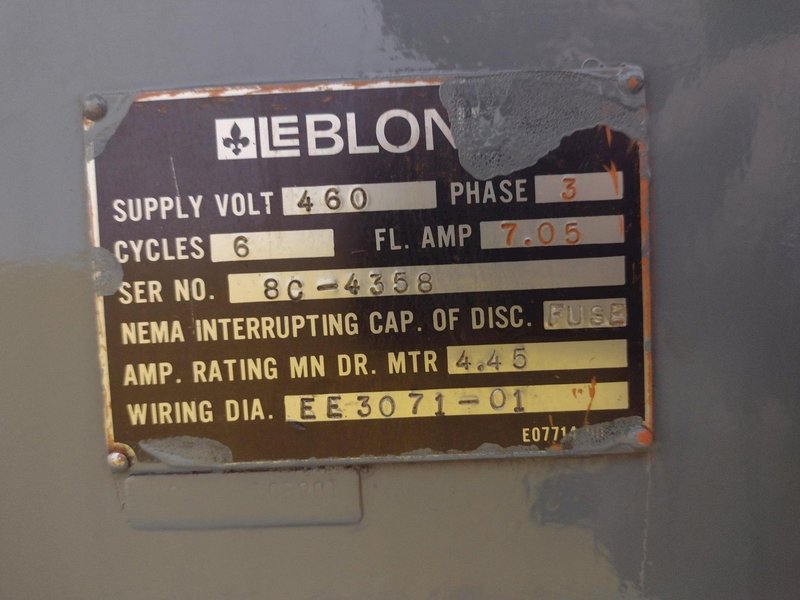 LEBLON
SUPPLY VOLT 460 PHASE 3
CYCLES 6 FL. AMP 7.05
SER NO. 8C-4358
NEMA INTERRUPTING CAP. OF DISC. FUSE
AMP. RATING MN DR. MTR 4.45
WIRING DIA. EE3071-01
E07714